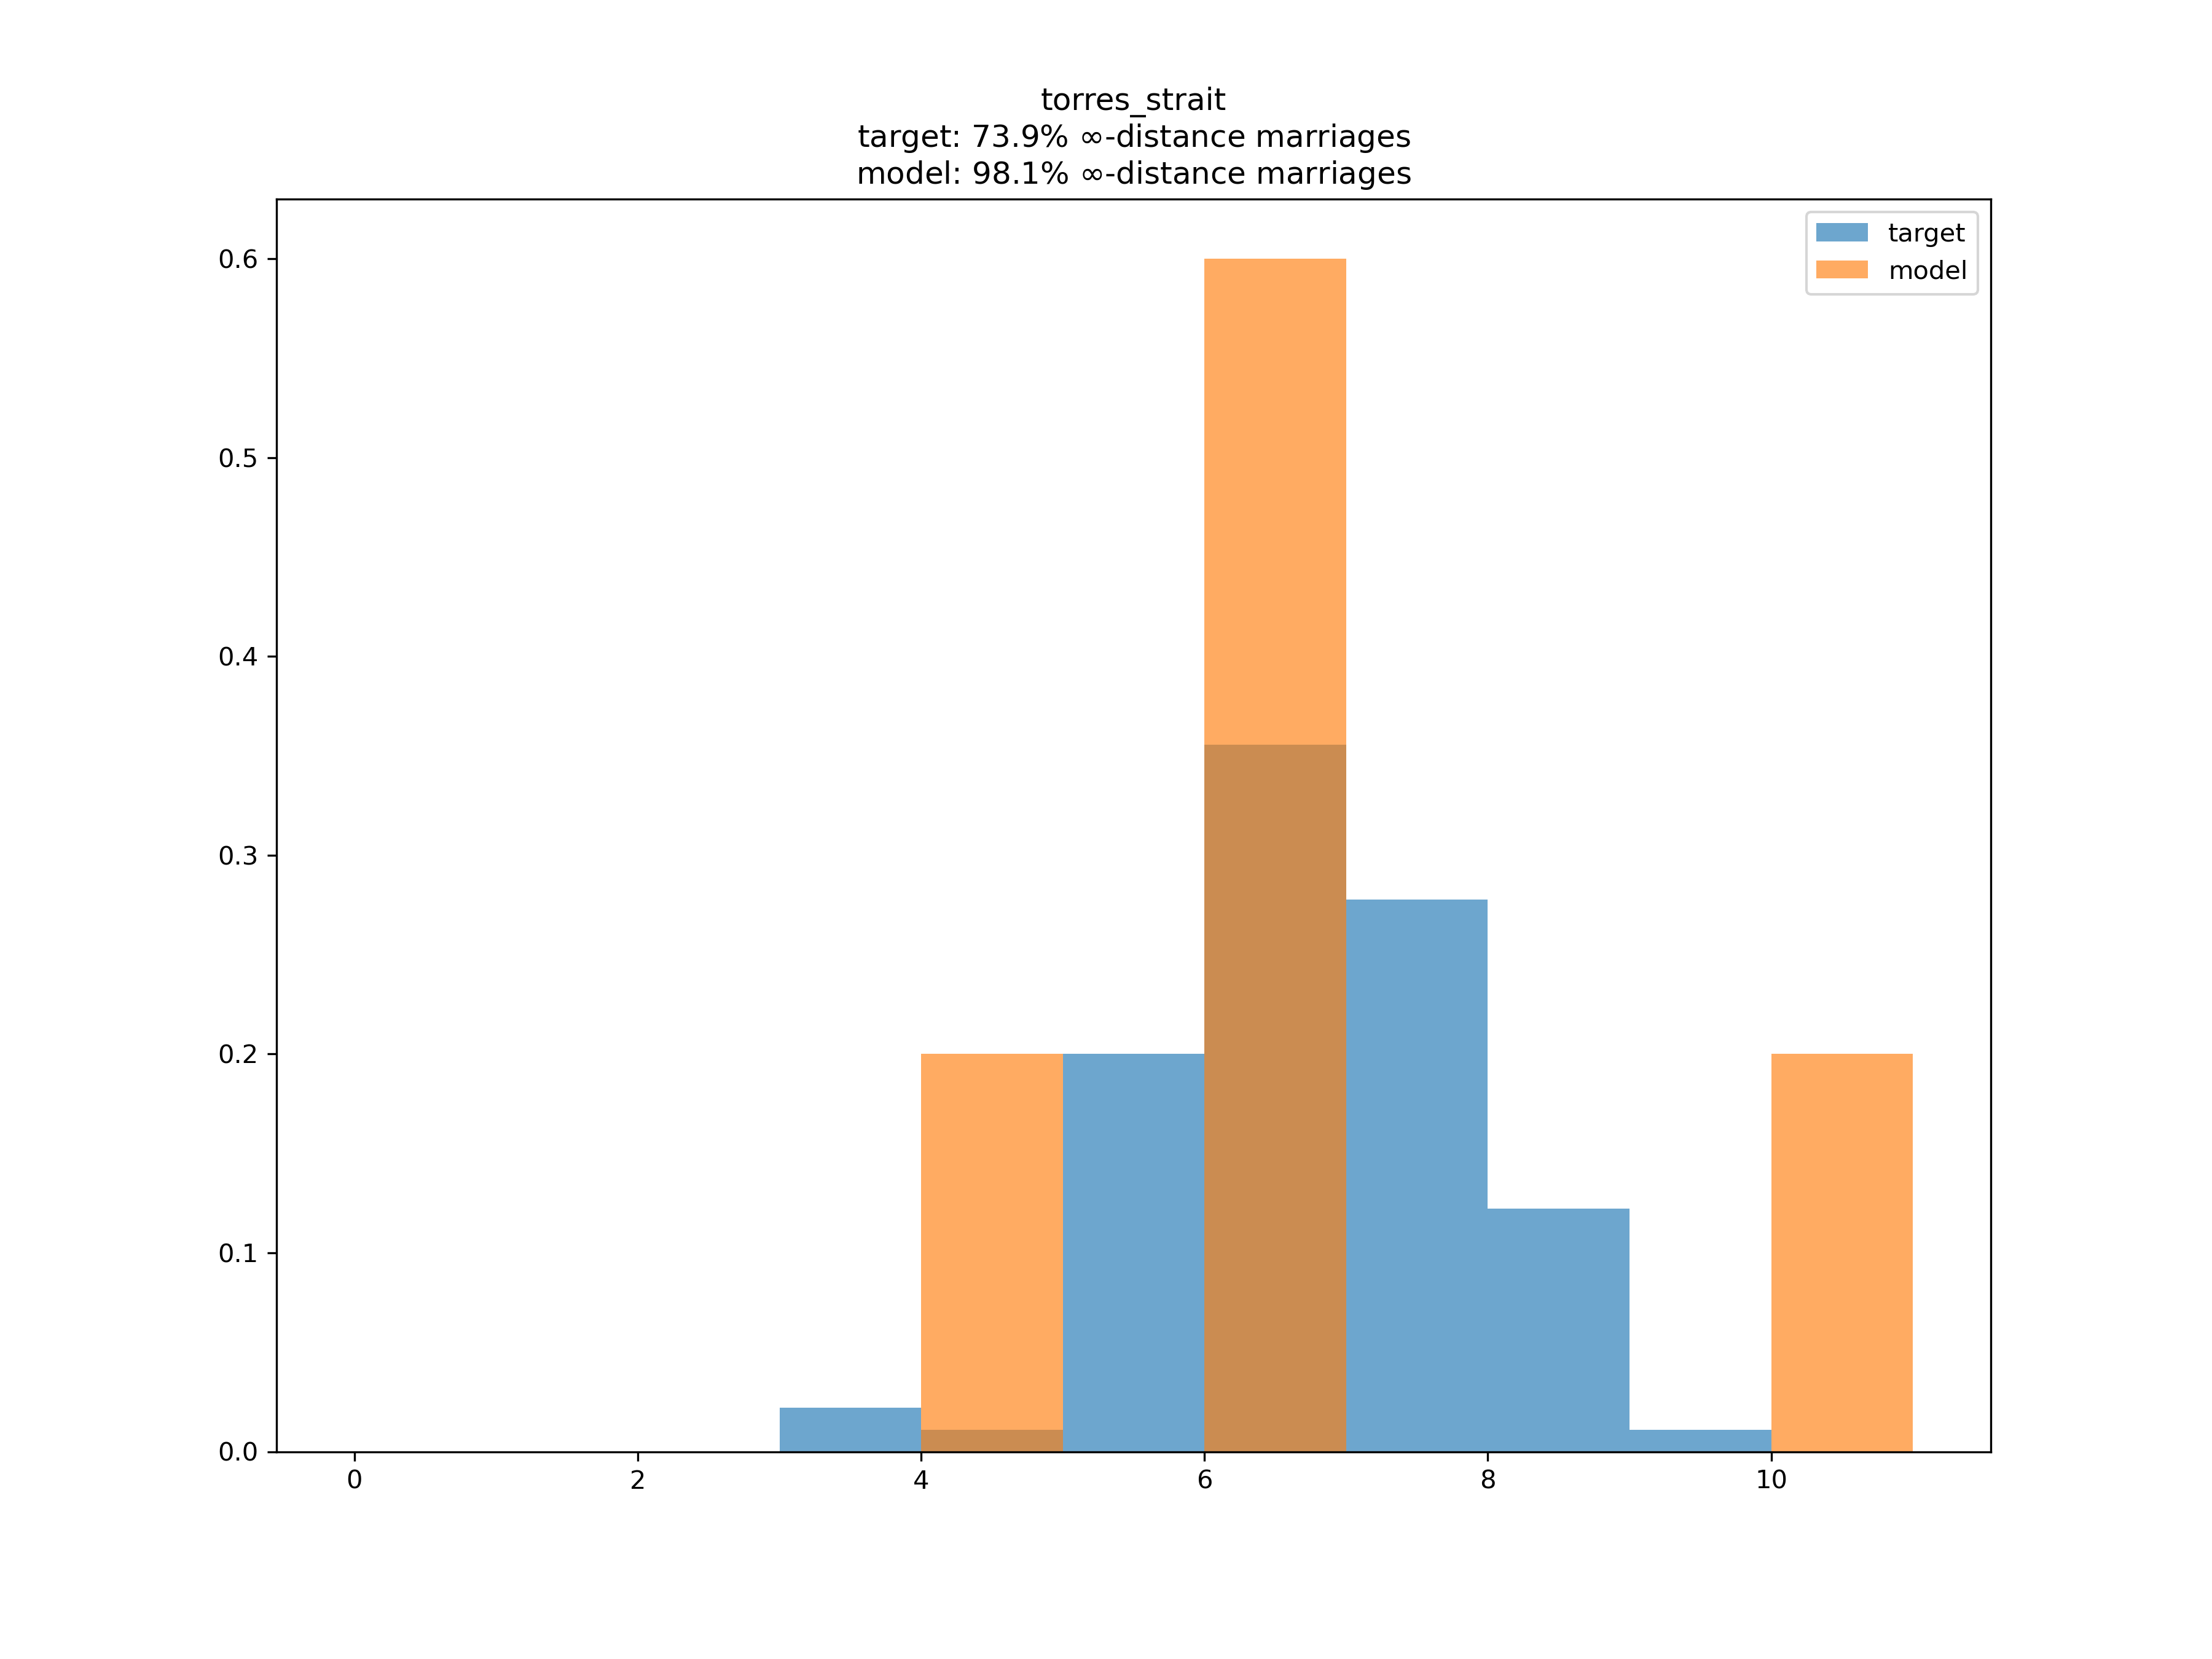 torres_strait
target: 73.9% ∞-distance marriages
model: 98.1% ∞-distance marriages
target
model
0.6
0.5
0.4
0.3
0.2
0.1
0.0
0 2 4 6 8 10